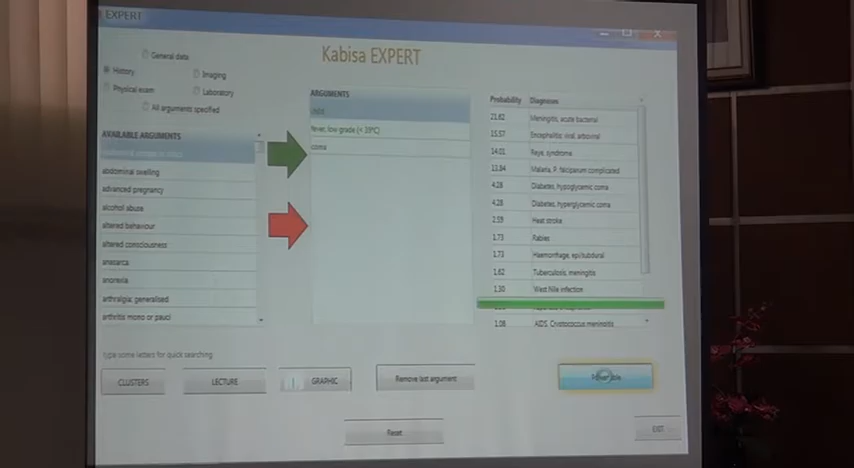 EXPERT
Kabisa EXPERT
General data
History
Imaging
Physical exam
Laboratory
All arguments specified
AVAILABLE ARGUMENTS
abdominal swelling
advanced pregnancy
alcohol abuse
altered behaviour
altered consciousness
anasarca
anorexia
arthralgia: generalised
arthritis mono or pauci
type some letters for quick searching
CLUSTERS
LECTURE
GRAPHIC
ARGUMENTS
child
fever, low grade (< 39°C)
coma
Remove last argument
Reset
Probability Diagnoses
21.62 Meningitis, acute bacterial
15.57 Encephalitis: viral, arboviral
14.01 Reye, syndrome
13.84 Malaria, P. falciparum complicated
4.28 Diabetes, hypoglycemic coma
4.28 Diabetes, hyperglycemic coma
2.59 Heat stroke
1.73 Rabies
1.73 Haemorrhage, epi/subdural
1.62 Tuberculosis, meningitis
1.30 West Nile infection
1.08 AIDS, Cryptococcus meningitis
EXIT